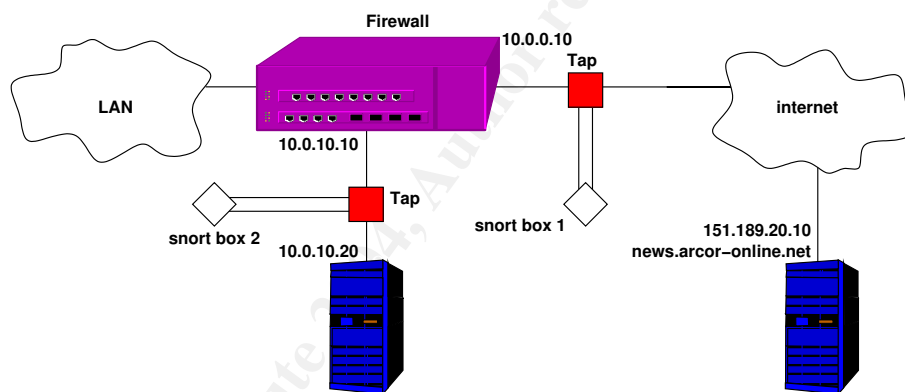 Firewall
10.0.0.10
Tap
LAN
internet
10.0.10.10
Tap
snort box 2
snort box 1
10.0.10.20
151.189.20.10
news.arcor−online.net